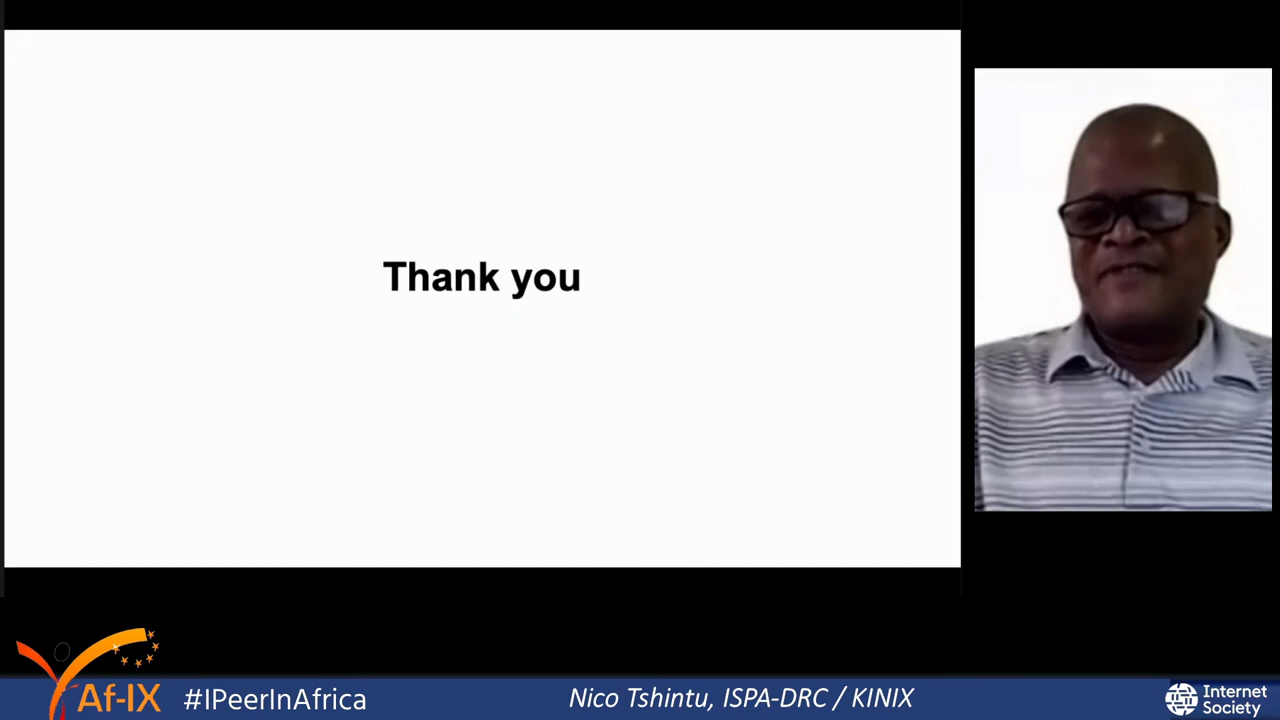 Thank you
Af-IX
#IPeerInAfrica
Nico Tshintu, ISPA-DRC / KINIX
Internet
Society